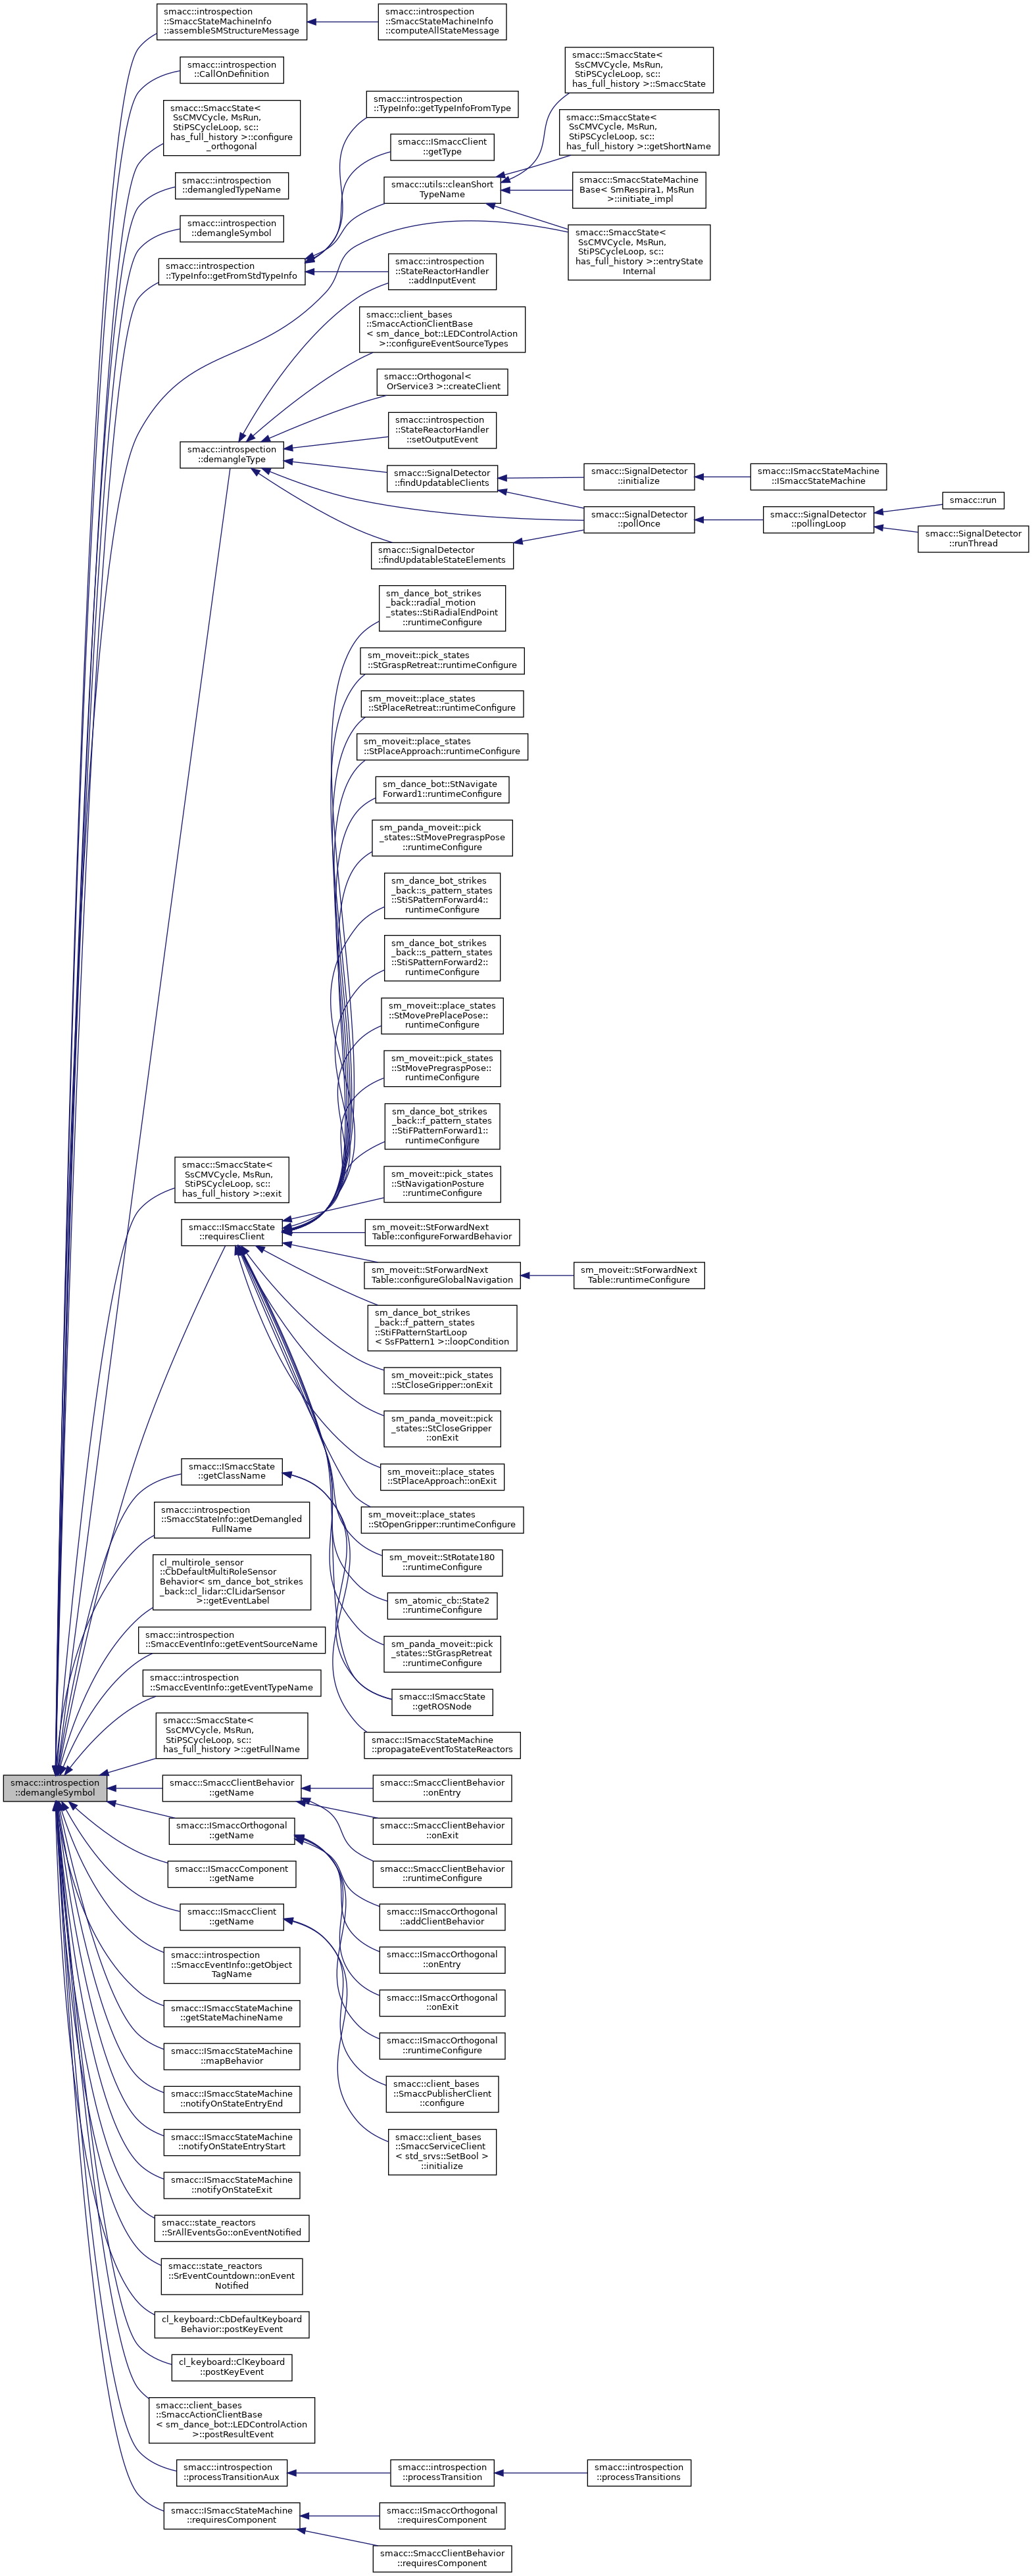 smacc::introspection
::SmaccStateMachineInfo
::assembleSMStructureMessage
smacc::introspection
::SmaccStateMachineInfo
::computeAllStateMessage
smacc::introspection
::CallOnDefinition
smacc::SmaccState<
SsCMVCycle, MsRun,
StiPSCycleLoop, sc::
has_full_history >::configure
_orthogonal
smacc::introspection
::demangledTypeName
smacc::introspection
::demangleSymbol
smacc::introspection
::TypeInfo::getFromStdTypeInfo
smacc::introspection
::TypeInfo::getTypeInfoFromType
smacc::ISmaccClient
::getType
smacc::utils::cleanShort
TypeName
smacc::SmaccState<
SsCMVCycle, MsRun,
StiPSCycleLoop, sc::
has_full_history >::SmaccState
smacc::SmaccState<
SsCMVCycle, MsRun,
StiPSCycleLoop, sc::
has_full_history >::getShortName
smacc::SmaccStateMachine
Base< SmRespira1, MsRun
>::initiate_impl
smacc::SmaccState<
SsCMVCycle, MsRun,
StiPSCycleLoop, sc::
has_full_history >::entryState
Internal
smacc::introspection
::StateReactorHandler
::addInputEvent
smacc::client_bases
::SmaccActionClientBase
< sm_dance_bot::LEDControlAction
>::configureEventSourceTypes
smacc::Orthogonal<
OrService3 >::createClient
smacc::introspection
::StateReactorHandler
::setOutputEvent
smacc::introspection
::demangleType
smacc::SignalDetector
::findUpdatableClients
smacc::SignalDetector
::initialize
smacc::ISmaccStateMachine
::ISmaccStateMachine
smacc::SignalDetector
::pollOnce
smacc::SignalDetector
::pollingLoop
smacc::run
smacc::SignalDetector
::runThread
smacc::SignalDetector
::findUpdatableStateElements
sm_dance_bot_strikes
_back::radial_motion
_states::StiRadialEndPoint
::runtimeConfigure
sm_moveit::pick_states
::StGraspRetreat::runtimeConfigure
sm_moveit::place_states
::StPlaceRetreat::runtimeConfigure
sm_moveit::place_states
::StPlaceApproach::runtimeConfigure
sm_dance_bot::StNavigate
Forward1::runtimeConfigure
sm_panda_moveit::pick
_states::StMovePregraspPose
::runtimeConfigure
sm_dance_bot_strikes
_back::s_pattern_states
::StiSPatternForward4::
runtimeConfigure
sm_dance_bot_strikes
_back::s_pattern_states
::StiSPatternForward2::
runtimeConfigure
sm_moveit::place_states
::StMovePrePlacePose::
runtimeConfigure
sm_moveit::pick_states
::StMovePregraspPose::
runtimeConfigure
sm_dance_bot_strikes
_back::f_pattern_states
::StiFPatternForward1::
runtimeConfigure
smacc::SmaccState<
SsCMVCycle, MsRun,
StiPSCycleLoop, sc::
has_full_history >::exit
sm_moveit::pick_states
::StNavigationPosture
::runtimeConfigure
smacc::ISmaccState
::requiresClient
sm_moveit::StForwardNext
Table::configureForwardBehavior
sm_moveit::StForwardNext
Table::configureGlobalNavigation
sm_moveit::StForwardNext
Table::runtimeConfigure
sm_dance_bot_strikes
_back::f_pattern_states
::StiFPatternStartLoop
< SsFPattern1 >::loopCondition
sm_moveit::pick_states
::StCloseGripper::onExit
sm_panda_moveit::pick
_states::StCloseGripper
::onExit
sm_moveit::place_states
::StPlaceApproach::onExit
smacc::ISmaccState
::getClassName
sm_moveit::place_states
::StOpenGripper::runtimeConfigure
smacc::introspection
::SmaccStateInfo::getDemangled
FullName
sm_moveit::StRotate180
::runtimeConfigure
cl_multirole_sensor
::CbDefaultMultiRoleSensor
Behavior< sm_dance_bot_strikes
_back::cl_lidar::ClLidarSensor
>::getEventLabel
sm_atomic_cb::State2
::runtimeConfigure
smacc::introspection
::SmaccEventInfo::getEventSourceName
sm_panda_moveit::pick
_states::StGraspRetreat
::runtimeConfigure
smacc::introspection
::SmaccEventInfo::getEventTypeName
smacc::ISmaccState
::getROSNode
smacc::SmaccState<
SsCMVCycle, MsRun,
StiPSCycleLoop, sc::
has_full_history >::getFullName
smacc::ISmaccStateMachine
::propagateEventToStateReactors
smacc::introspection
::demangleSymbol
smacc::SmaccClientBehavior
::getName
smacc::SmaccClientBehavior
::onEntry
smacc::SmaccClientBehavior
::onExit
smacc::ISmaccOrthogonal
::getName
smacc::SmaccClientBehavior
::runtimeConfigure
smacc::ISmaccComponent
::getName
smacc::ISmaccOrthogonal
::addClientBehavior
smacc::ISmaccClient
::getName
smacc::ISmaccOrthogonal
::onEntry
smacc::introspection
::SmaccEventInfo::getObject
TagName
smacc::ISmaccOrthogonal
::onExit
smacc::ISmaccStateMachine
::getStateMachineName
smacc::ISmaccOrthogonal
::runtimeConfigure
smacc::ISmaccStateMachine
::mapBehavior
smacc::client_bases
::SmaccPublisherClient
::configure
smacc::ISmaccStateMachine
::notifyOnStateEntryEnd
smacc::ISmaccStateMachine
::notifyOnStateEntryStart
smacc::client_bases
::SmaccServiceClient
< std_srvs::SetBool >
::initialize
smacc::ISmaccStateMachine
::notifyOnStateExit
smacc::state_reactors
::SrAllEventsGo::onEventNotified
smacc::state_reactors
::SrEventCountdown::onEvent
Notified
cl_keyboard::CbDefaultKeyboard
Behavior::postKeyEvent
cl_keyboard::ClKeyboard
::postKeyEvent
smacc::client_bases
::SmaccActionClientBase
< sm_dance_bot::LEDControlAction
>::postResultEvent
smacc::introspection
::processTransitionAux
smacc::introspection
::processTransition
smacc::introspection
::processTransitions
smacc::ISmaccStateMachine
::requiresComponent
smacc::ISmaccOrthogonal
::requiresComponent
smacc::SmaccClientBehavior
::requiresComponent